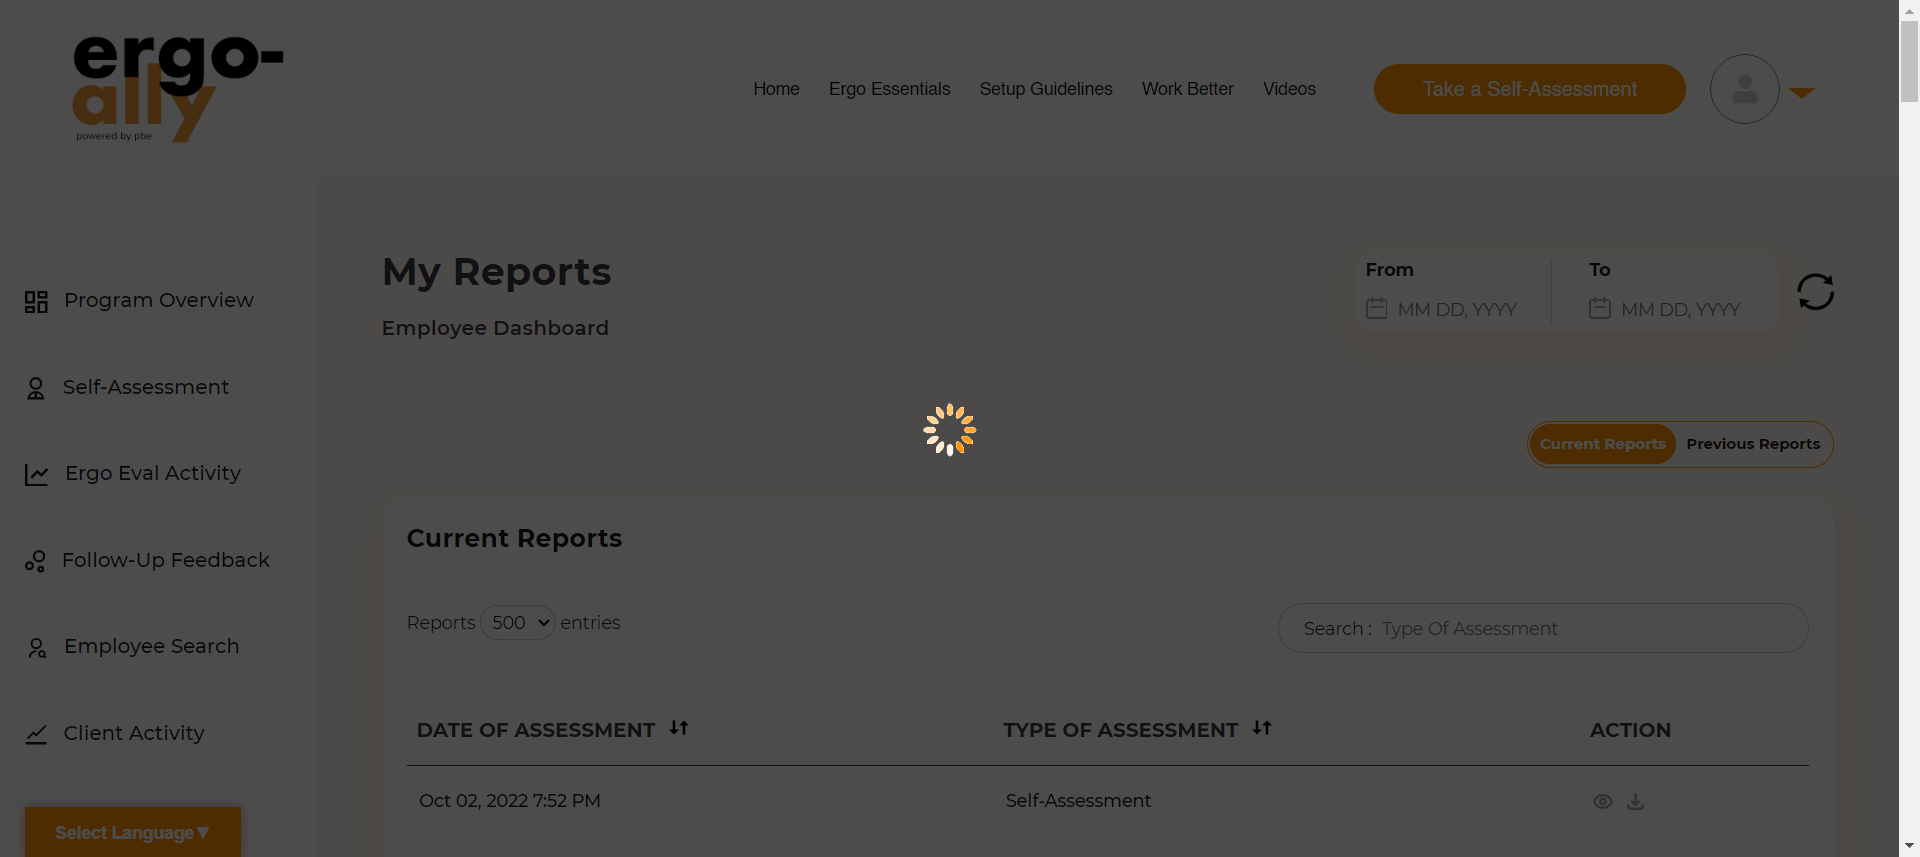 ergo-
ally
powered by pbe
Home
Ergo Essentials
Setup Guidelines
Work Better
Videos
Take a Self-Assessment
Program Overview
Self-Assessment
Ergo Eval Activity
Follow-Up Feedback
Employee Search
Client Activity
Select Language▼
My Reports
Employee Dashboard
From
MM DD, YYYY
To
MM DD, YYYY
Current Reports
Previous Reports
Current Reports
Reports 500 entries
Search : Type Of Assessment
DATE OF ASSESSMENT
TYPE OF ASSESSMENT
ACTION
Oct 02, 2022 7:52 PM
Self-Assessment